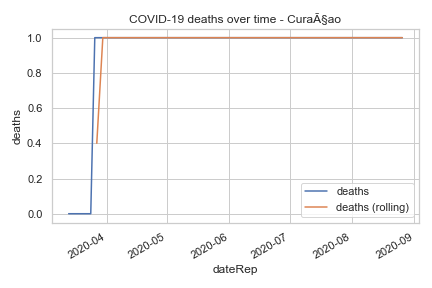 COVID-19 deaths over time - CuraÃ§ao
1.0
0.8
0.6
0.4
0.2
0.0
deaths
deaths
deaths (rolling)
2020-04
2020-05
2020-06
2020-07
2020-08
2020-09
dateRep